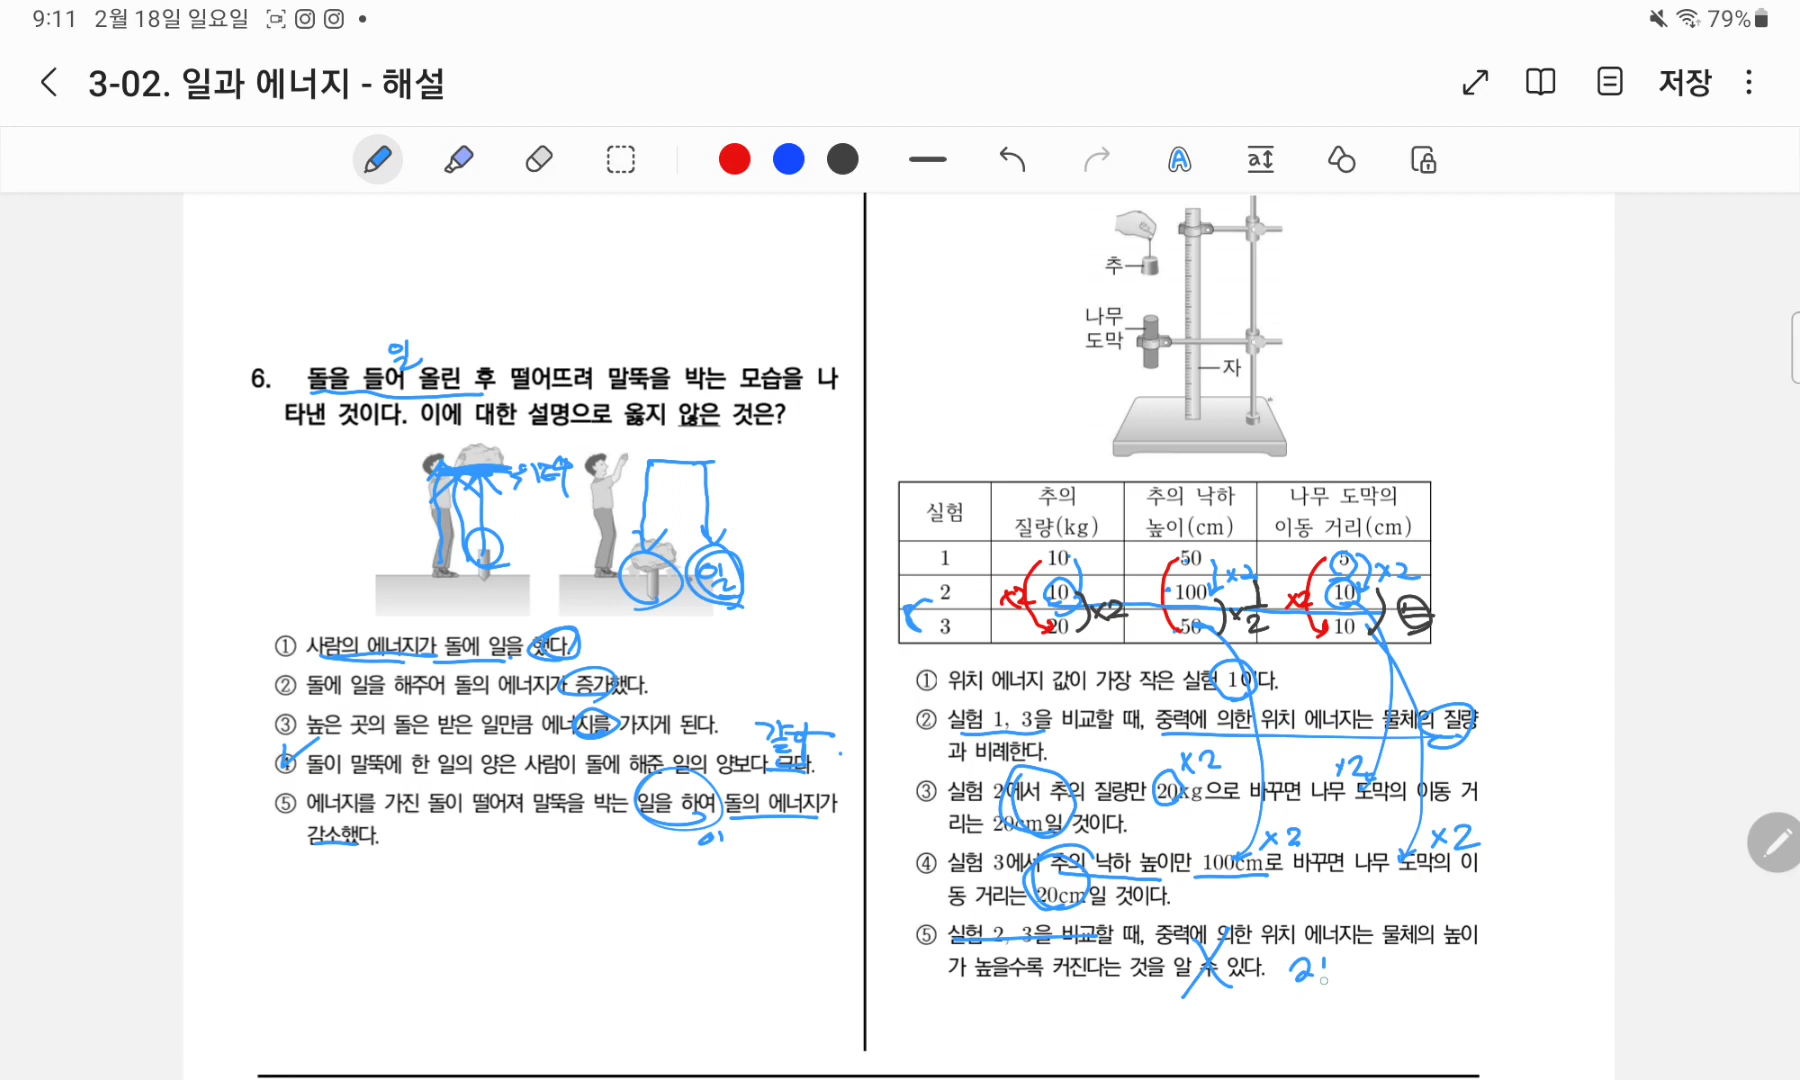 9:11 2월 18일 일요일
79%
3-02. 일과 에너지 - 해설
저장
일
6. 돌을 들어 올린 후 떨어뜨려 말뚝을 박는 모습을 나
타낸 것이다. 이에 대한 설명으로 옳지 않은 것은?
일
① 사람의 에너지가 돌에 일을 했다.
② 돌에 일을 해주어 돌의 에너지가 증가했다.
③ 높은 곳의 돌은 받은 일만큼 에너지를 가지게 된다.
같다.
④ 돌이 말뚝에 한 일의 양은 사람이 돌에 해준 일의 양보다 크다.
⑤ 에너지를 가진 돌이 떨어져 말뚝을 박는 일을 하여 돌의 에너지가
감소했다.
추
나무
도막
자
실험 추의 질량(kg) 추의 낙하 높이(cm) 나무 도막의 이동 거리(cm)
1 10 50 5
×2 ×2
2 10 100 10
×2 ×2 ×1/2 ×2
3 20 50 10
① 위치 에너지 값이 가장 작은 실험 1이다.
② 실험 1, 3을 비교할 때, 중력에 의한 위치 에너지는 물체의 질량
과 비례한다.
×2 ×2
③ 실험 2에서 추의 질량만 20kg으로 바꾸면 나무 도막의 이동 거
리는 20cm일 것이다.
×2 ×2
④ 실험 3에서 추의 낙하 높이만 100cm로 바꾸면 나무 도막의 이
동 거리는 20cm일 것이다.
⑤ 실험 2, 3을 비교할 때, 중력에 의한 위치 에너지는 물체의 높이
가 높을수록 커진다는 것을 알 수 있다.